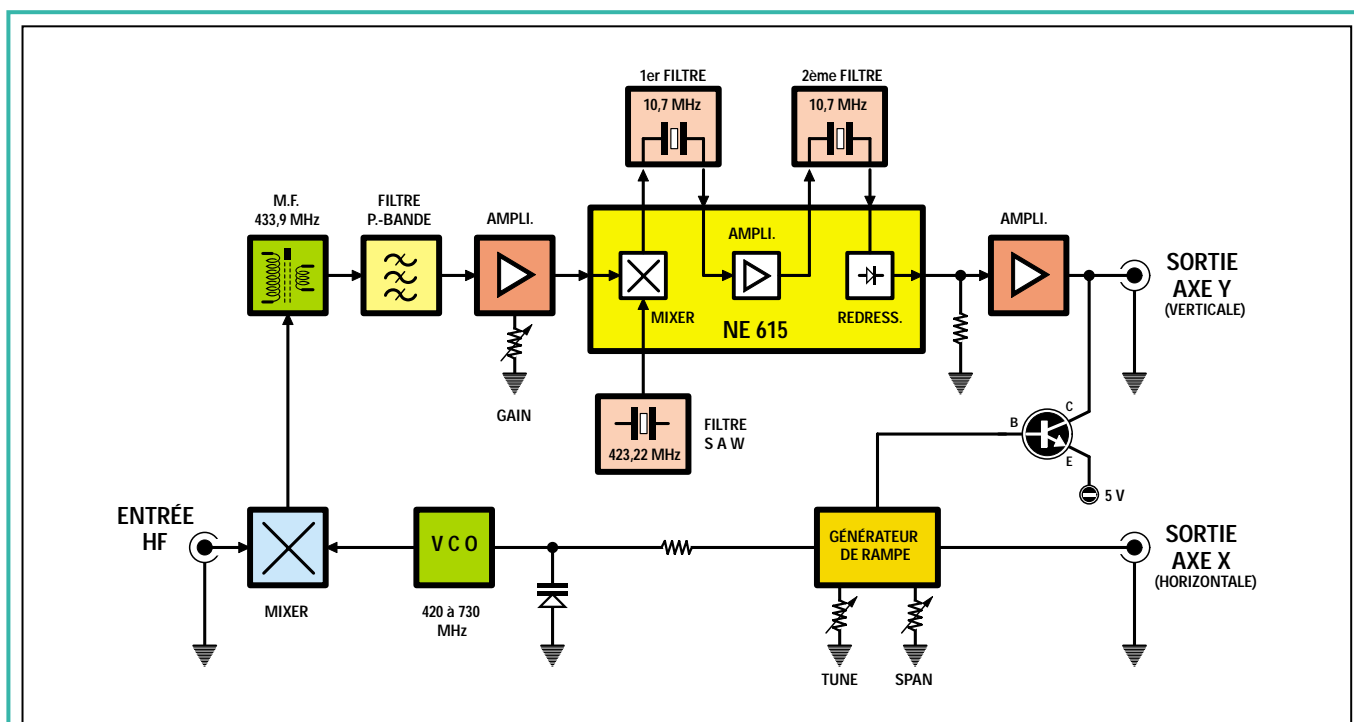 1er FILTRE
10,7 MHz
2ème FILTRE
10,7 MHz
M.F.
433,9 MHz
FILTRE
P.-BANDE
AMPLI.
GAIN
MIXER
AMPLI.
REDRESS.
NE 615
AMPLI.
SORTIE
AXE Y
(VERTICALE)
423,22 MHz
FILTRE
S A W
B
C
E
5 V
ENTRÉE
HF
MIXER
V C O
420 à 730
MHz
GÉNÉRATEUR
DE RAMPE
TUNE
SPAN
SORTIE
AXE X
(HORIZONTALE)